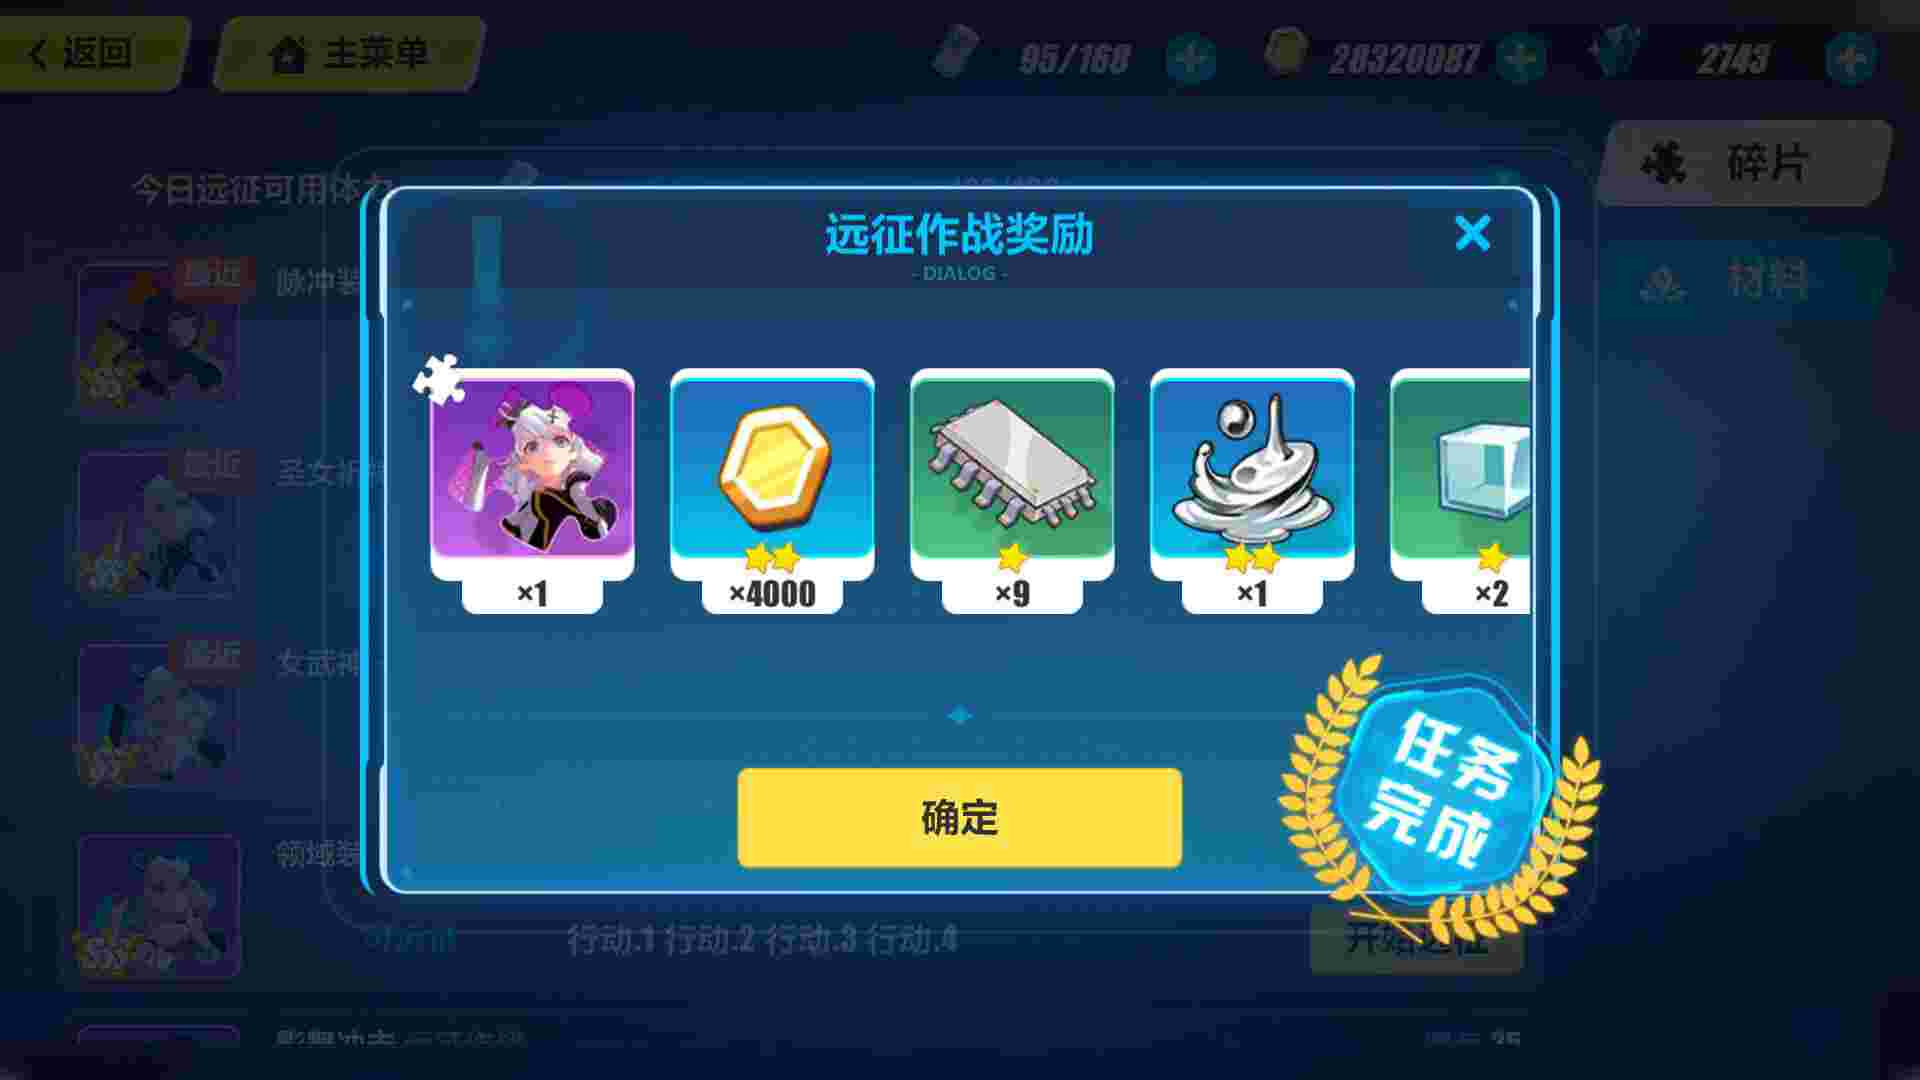 返回
主菜单
95/168
28320087
2743
碎片
材料
今日远征可用体力
远征作战奖励
- DIALOG -
最近
脉冲装
最近
圣女祈
最近
女武神
领域装
×1
×4000
×9
×1
×2
任务
完成
确定
行动.1 行动.2 行动.3 行动.4
开始远征